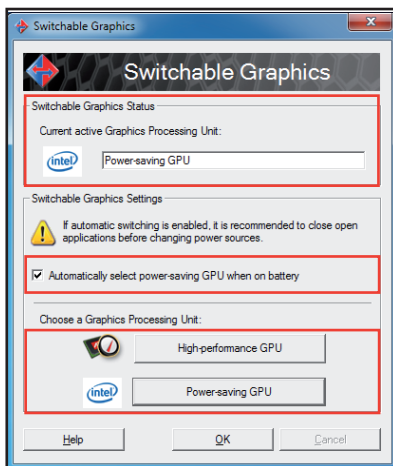 Switchable Graphics
Switchable Graphics
Switchable Graphics Status
Current active Graphics Processing Unit:
intel
Power-saving GPU
Switchable Graphics Settings
If automatic switching is enabled, it is recommended to close open
applications before changing power sources.
Automatically select power-saving GPU when on battery
Choose a Graphics Processing Unit:
High-performance GPU
intel
Power-saving GPU
Help
OK
Cancel